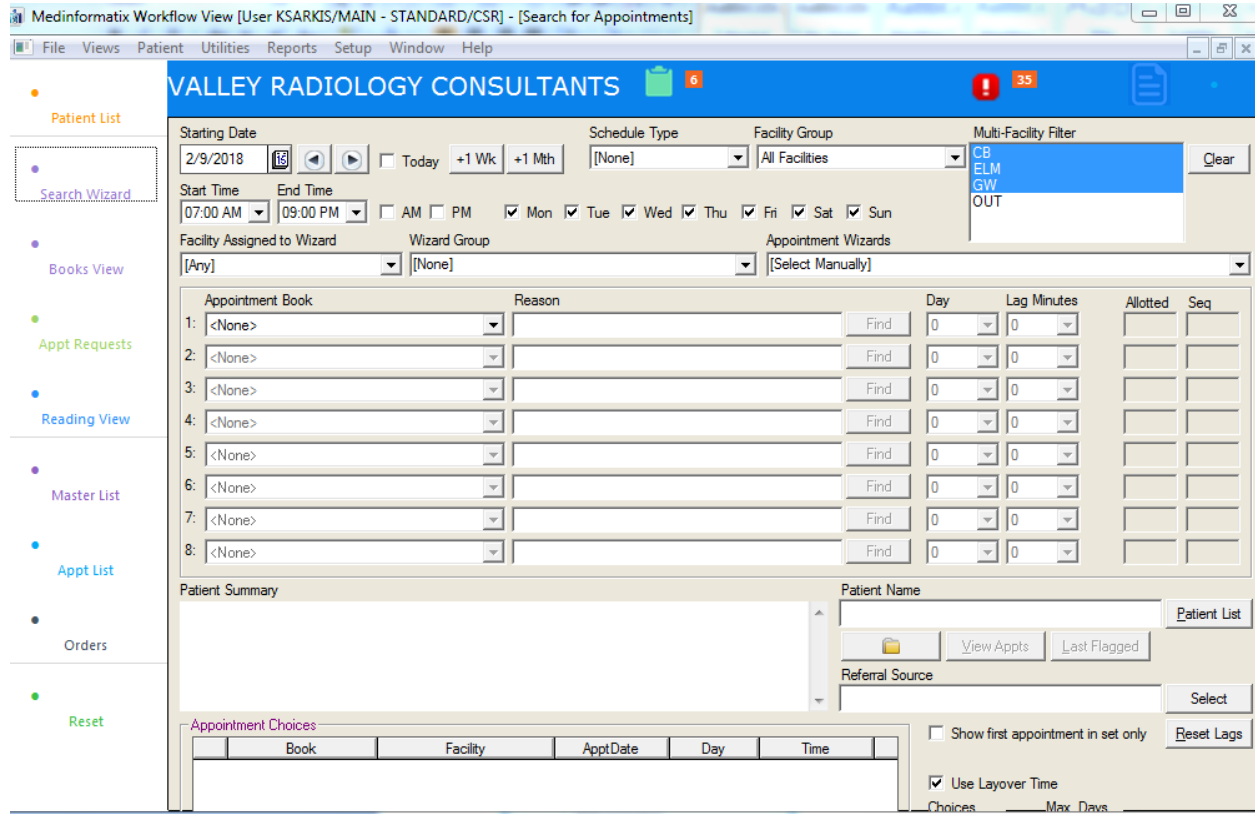 Medinformatix Workflow View [User KSARKIS/MAIN - STANDARD/CSR] - [Search for Appointments]
File Views Patient Utilities Reports Setup Window Help
VALLEY RADIOLOGY CONSULTANTS 6 35
Patient List
Search Wizard
Books View
Appt Requests
Reading View
Master List
Appt List
Orders
Reset
Starting Date Schedule Type Facility Group Multi-Facility Filter
2/9/2018 15 Today +1 Wk +1 Mth [None] All Facilities CB Clear
ELM
GW
OUT
Start Time End Time
07:00 AM 09:00 PM AM PM Mon Tue Wed Thu Fri Sat Sun
Facility Assigned to Wizard Wizard Group Appointment Wizards
[Any] [None] [Select Manually]
Appointment Book Reason Day Lag Minutes Allotted Seq
1: <None> Find 0 0
2: <None> Find 0 0
3: <None> Find 0 0
4: <None> Find 0 0
5: <None> Find 0 0
6: <None> Find 0 0
7: <None> Find 0 0
8: <None> Find 0 0
Patient Summary Patient Name
Patient List
View Appts Last Flagged
Referral Source
Select
Appointment Choices
Book Facility ApptDate Day Time
Show first appointment in set only Reset Lags
Use Layover Time
Choices Max Days